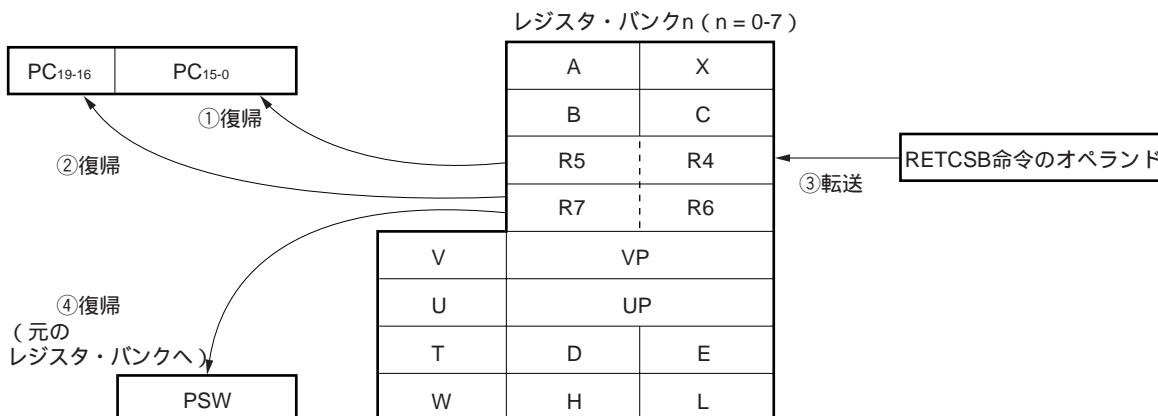 レジスタ・バンクn ( n = 0-7 )
PC19-16 PC15-0
A X
①復帰
B C
②復帰
R5 R4
RETCSB命令のオペランド
③転送
R7 R6
V VP
④復帰
U UP
( 元の
レジスタ・バンクへ )
T D E
PSW
W H L